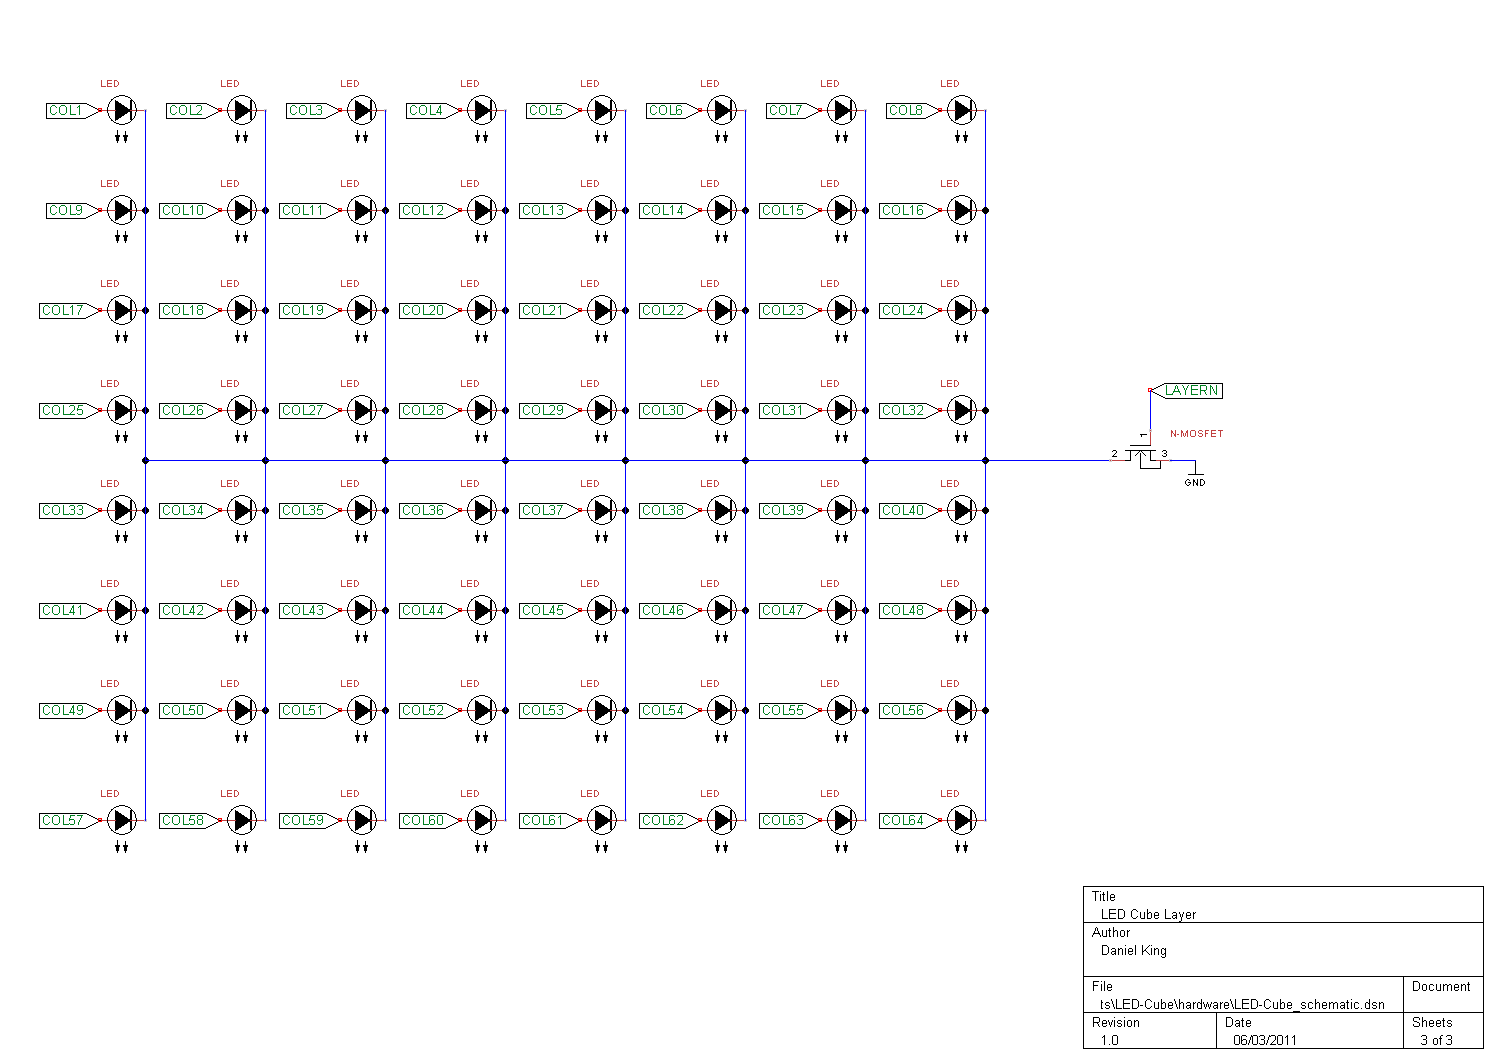 LED LED LED LED LED LED LED LED
COL1 COL2 COL3 COL4 COL5 COL6 COL7 COL8
LED LED LED LED LED LED LED LED
COL9 COL10 COL11 COL12 COL13 COL14 COL15 COL16
LED LED LED LED LED LED LED LED
COL17 COL18 COL19 COL20 COL21 COL22 COL23 COL24
LED LED LED LED LED LED LED LED
COL25 COL26 COL27 COL28 COL29 COL30 COL31 COL32
LAYERN
1 N-MOSFET
2 3
GND
LED LED LED LED LED LED LED LED
COL33 COL34 COL35 COL36 COL37 COL38 COL39 COL40
LED LED LED LED LED LED LED LED
COL41 COL42 COL43 COL44 COL45 COL46 COL47 COL48
LED LED LED LED LED LED LED LED
COL49 COL50 COL51 COL52 COL53 COL54 COL55 COL56
LED LED LED LED LED LED LED LED
COL57 COL58 COL59 COL60 COL61 COL62 COL63 COL64
Title
LED Cube Layer
Author
Daniel King
File Document
ts\LED-Cube\hardware\LED-Cube_schematic.dsn
Revision Date Sheets
1.0 06/03/2011 3 of 3